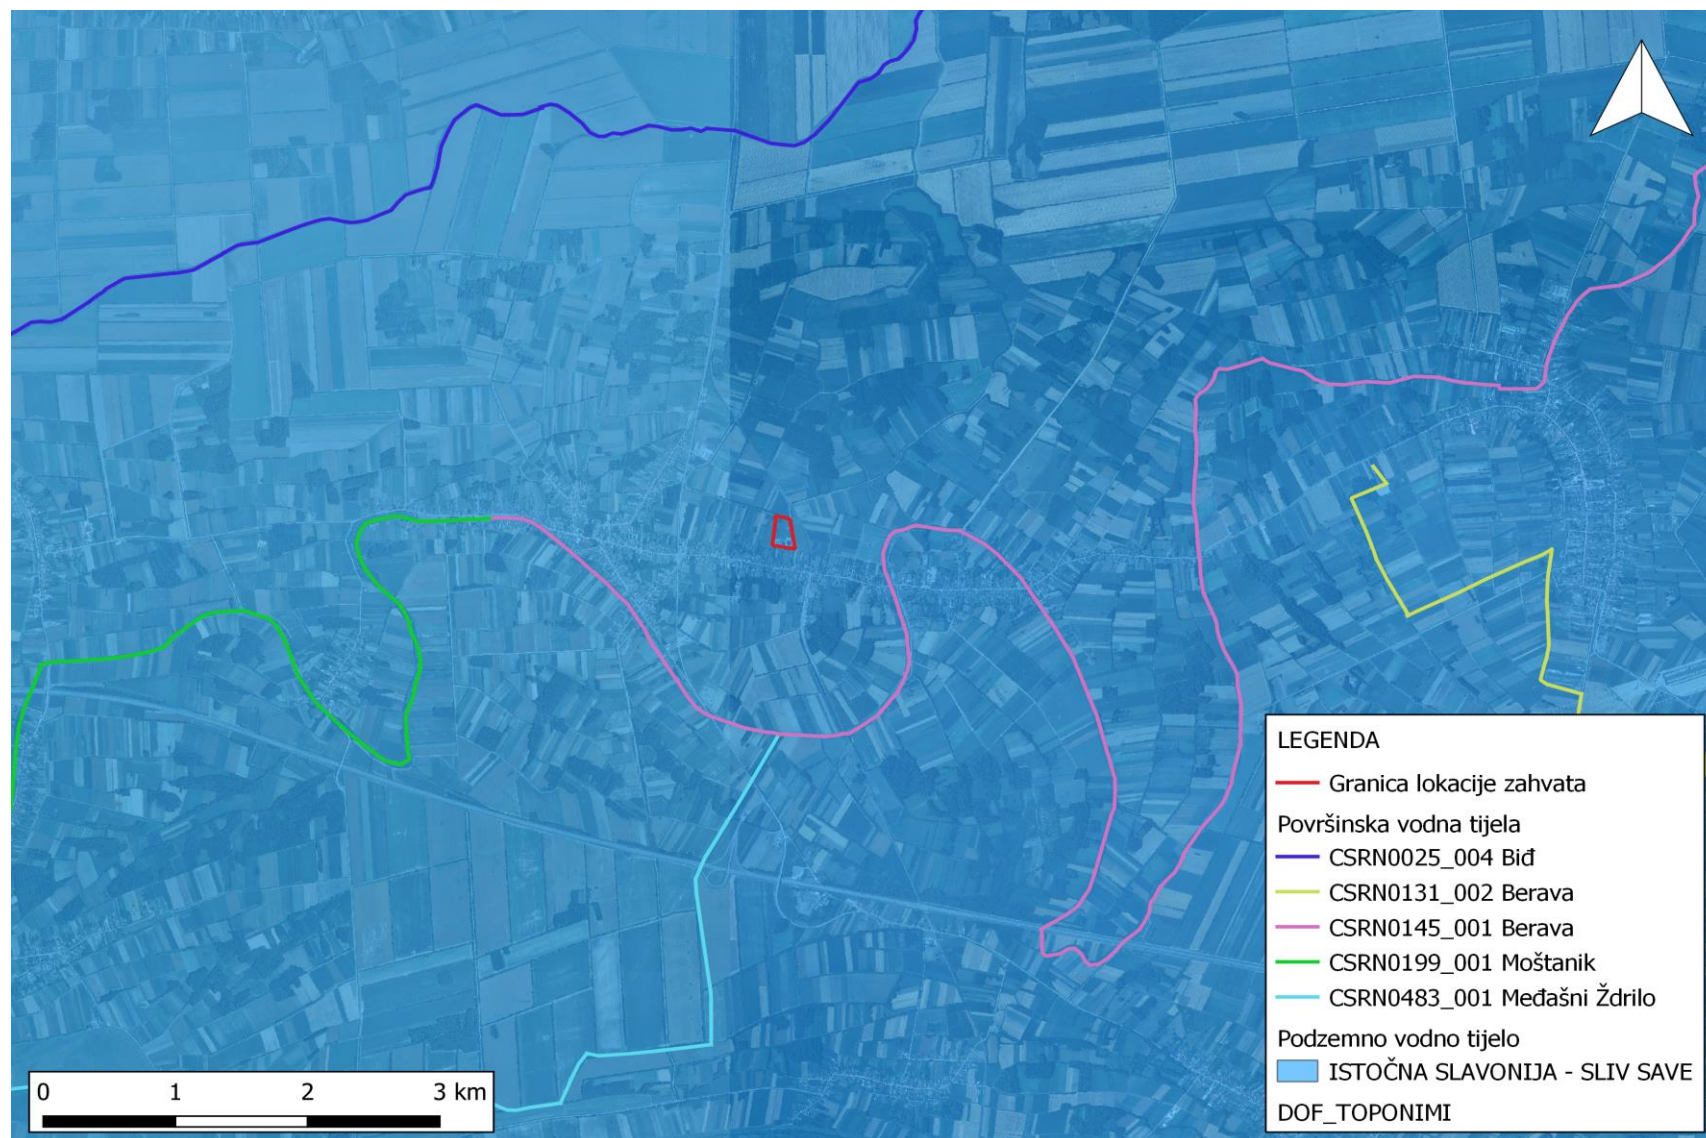 LEGENDA
Granica lokacije zahvata
Površinska vodna tijela
CSRN0025_004 Biđ
CSRN0131_002 Berava
CSRN0145_001 Berava
CSRN0199_001 Moštanik
CSRN0483_001 Međašni Ždrilo
Podzemno vodno tijelo
ISTOČNA SLAVONIJA - SLIV SAVE
DOF_TOPONIMI
0 1 2 3 km